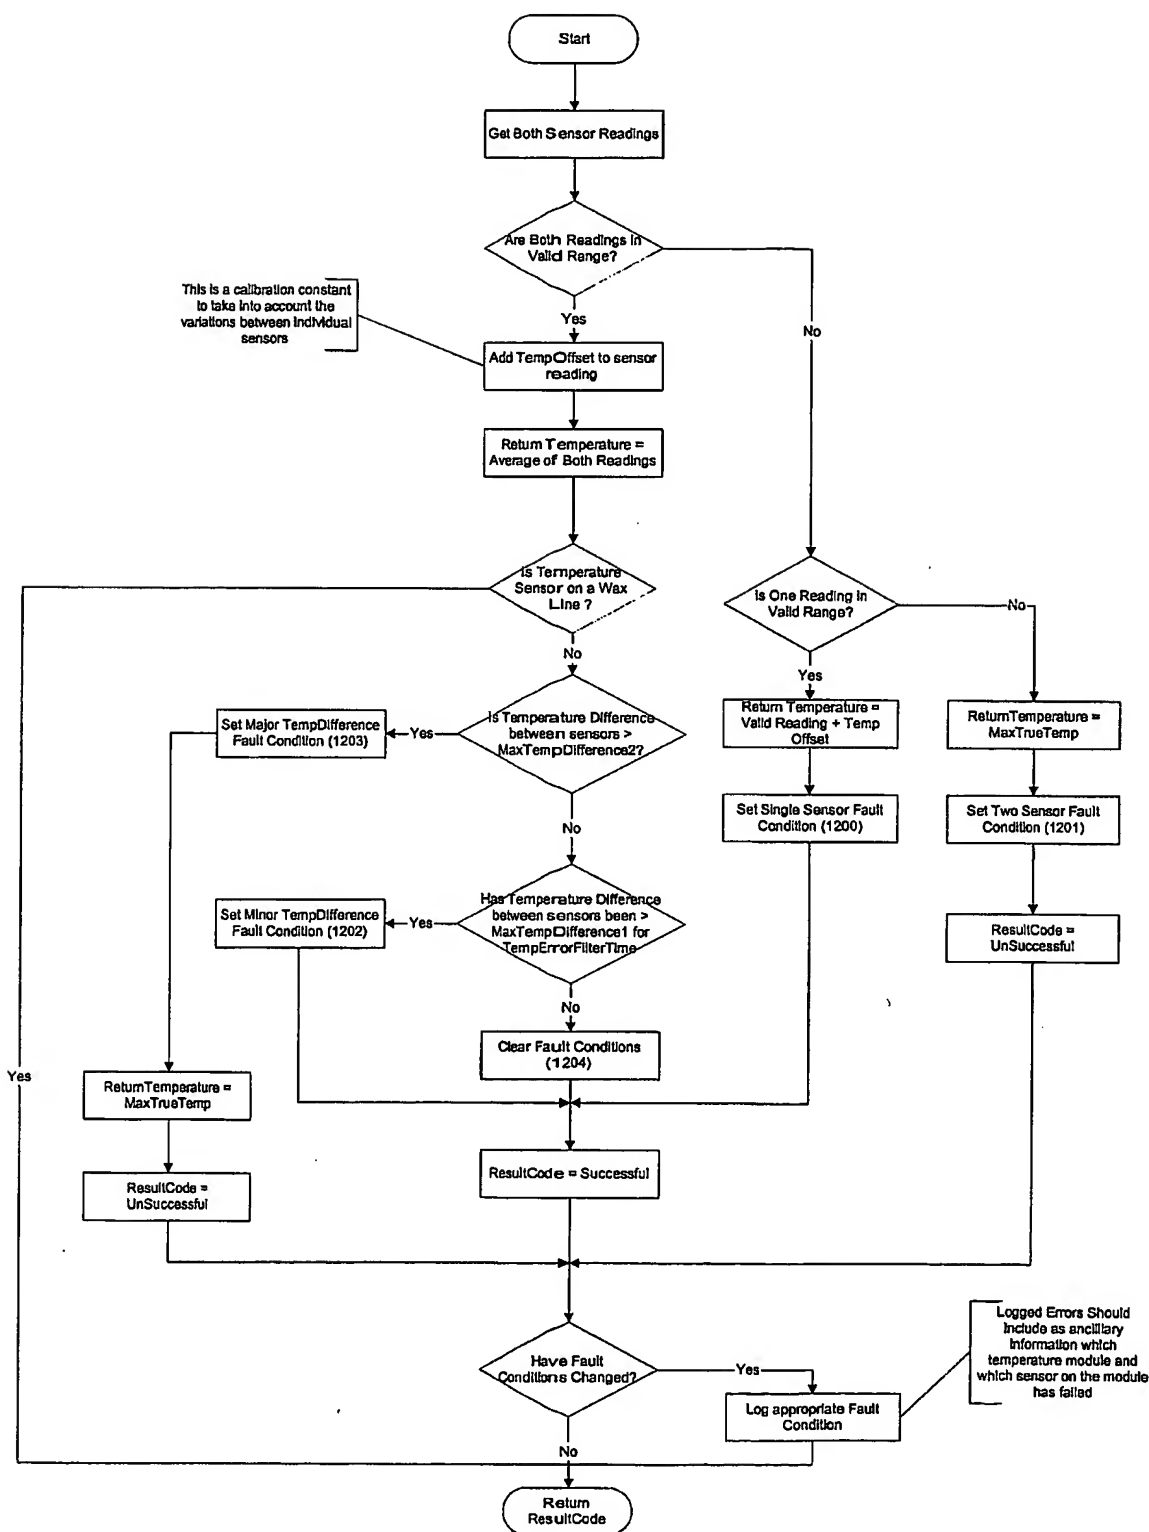 Start
Get Both Sensor Readings
Are Both Readings in
Valid Range?
This is a calibration constant
to take into account the
variations between individual
sensors
Yes
No
Add TempOffset to sensor
reading
Return Temperature =
Average of Both Readings
Is Temperature
Sensor on a Wax
Line ?
Is One Reading in
Valid Range?
No
No
Yes
Set Major TempDifference
Fault Condition (1203)
Yes
Is Temperature Difference
between sensors >
MaxTempDifference2?
Return Temperature =
Valid Reading + Temp
Offset
ReturnTemperature =
MaxTrueTemp
No
Set Single Sensor Fault
Condition (1200)
Set Two Sensor Fault
Condition (1201)
Set Minor TempDifference
Fault Condition (1202)
Yes
Has Temperature Difference
between sensors been >
MaxTempDifference1 for
TempErrorFilterTime
ResultCode =
UnSuccessful
No
Clear Fault Conditions
(1204)
Yes
ReturnTemperature =
MaxTrueTemp
ResultCode =
UnSuccessful
ResultCode = Successful
Have Fault
Conditions Changed?
Yes
Log appropriate Fault
Condition
Logged Errors Should
Include as ancillary
Information which
temperature module and
which sensor on the module
has failed
No
Return
ResultCode